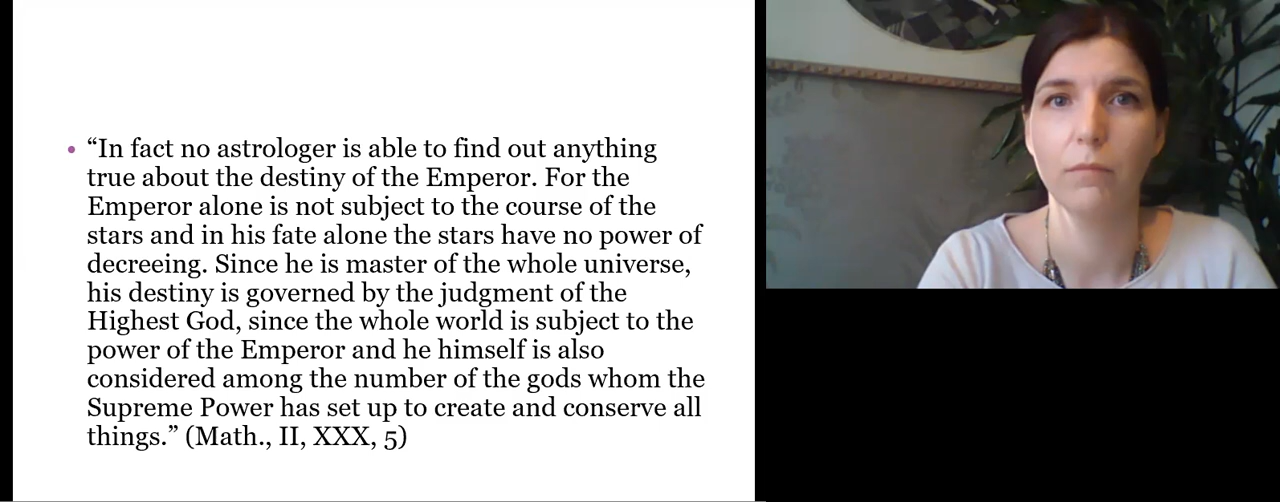 • “In fact no astrologer is able to find out anything
true about the destiny of the Emperor. For the
Emperor alone is not subject to the course of the
stars and in his fate alone the stars have no power of
decreeing. Since he is master of the whole universe,
his destiny is governed by the judgment of the
Highest God, since the whole world is subject to the
power of the Emperor and he himself is also
considered among the number of the gods whom the
Supreme Power has set up to create and conserve all
things.” (Math., II, XXX, 5)